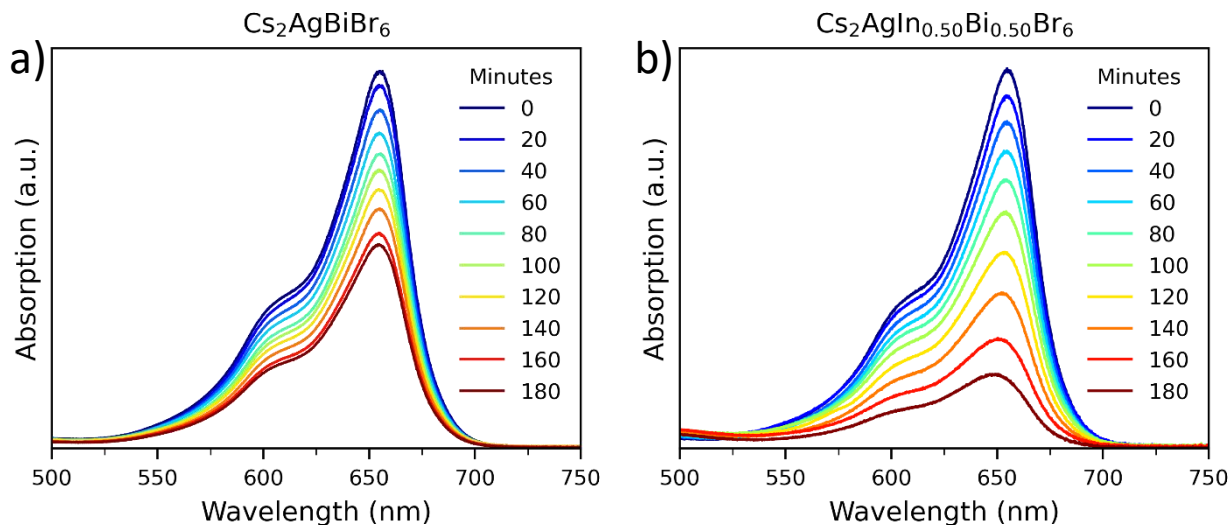 Cs₂AgBiBr₆
a)
Absorption (a.u.)
Minutes
0
20
40
60
80
100
120
140
160
180
500 550 600 650 700 750
Wavelength (nm)
Cs₂AgIn₀.₅₀Bi₀.₅₀Br₆
b)
Absorption (a.u.)
Minutes
0
20
40
60
80
100
120
140
160
180
500 550 600 650 700 750
Wavelength (nm)